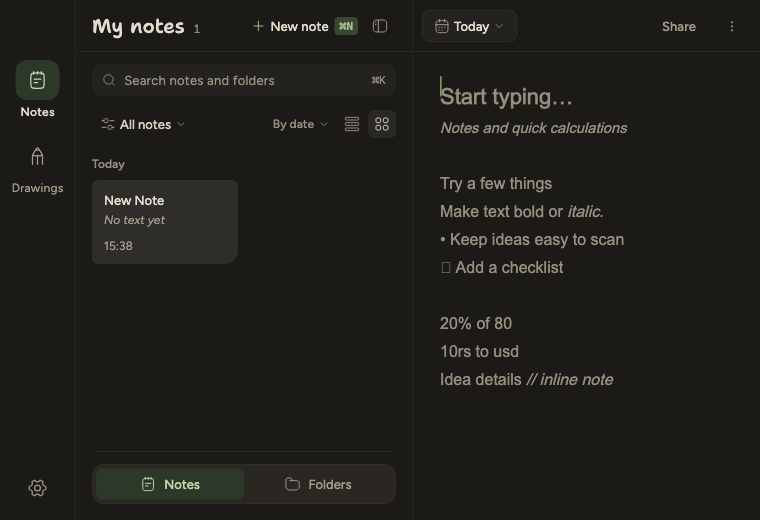 My notes 1
+ New note ⌘N
Today
Share
Search notes and folders ⌘K
Notes
All notes
By date
Drawings
Today
New Note
No text yet
15:38
Start typing...
Notes and quick calculations
Try a few things
Make text bold or italic.
• Keep ideas easy to scan
☐ Add a checklist
20% of 80
10rs to usd
Idea details // inline note
Notes
Folders